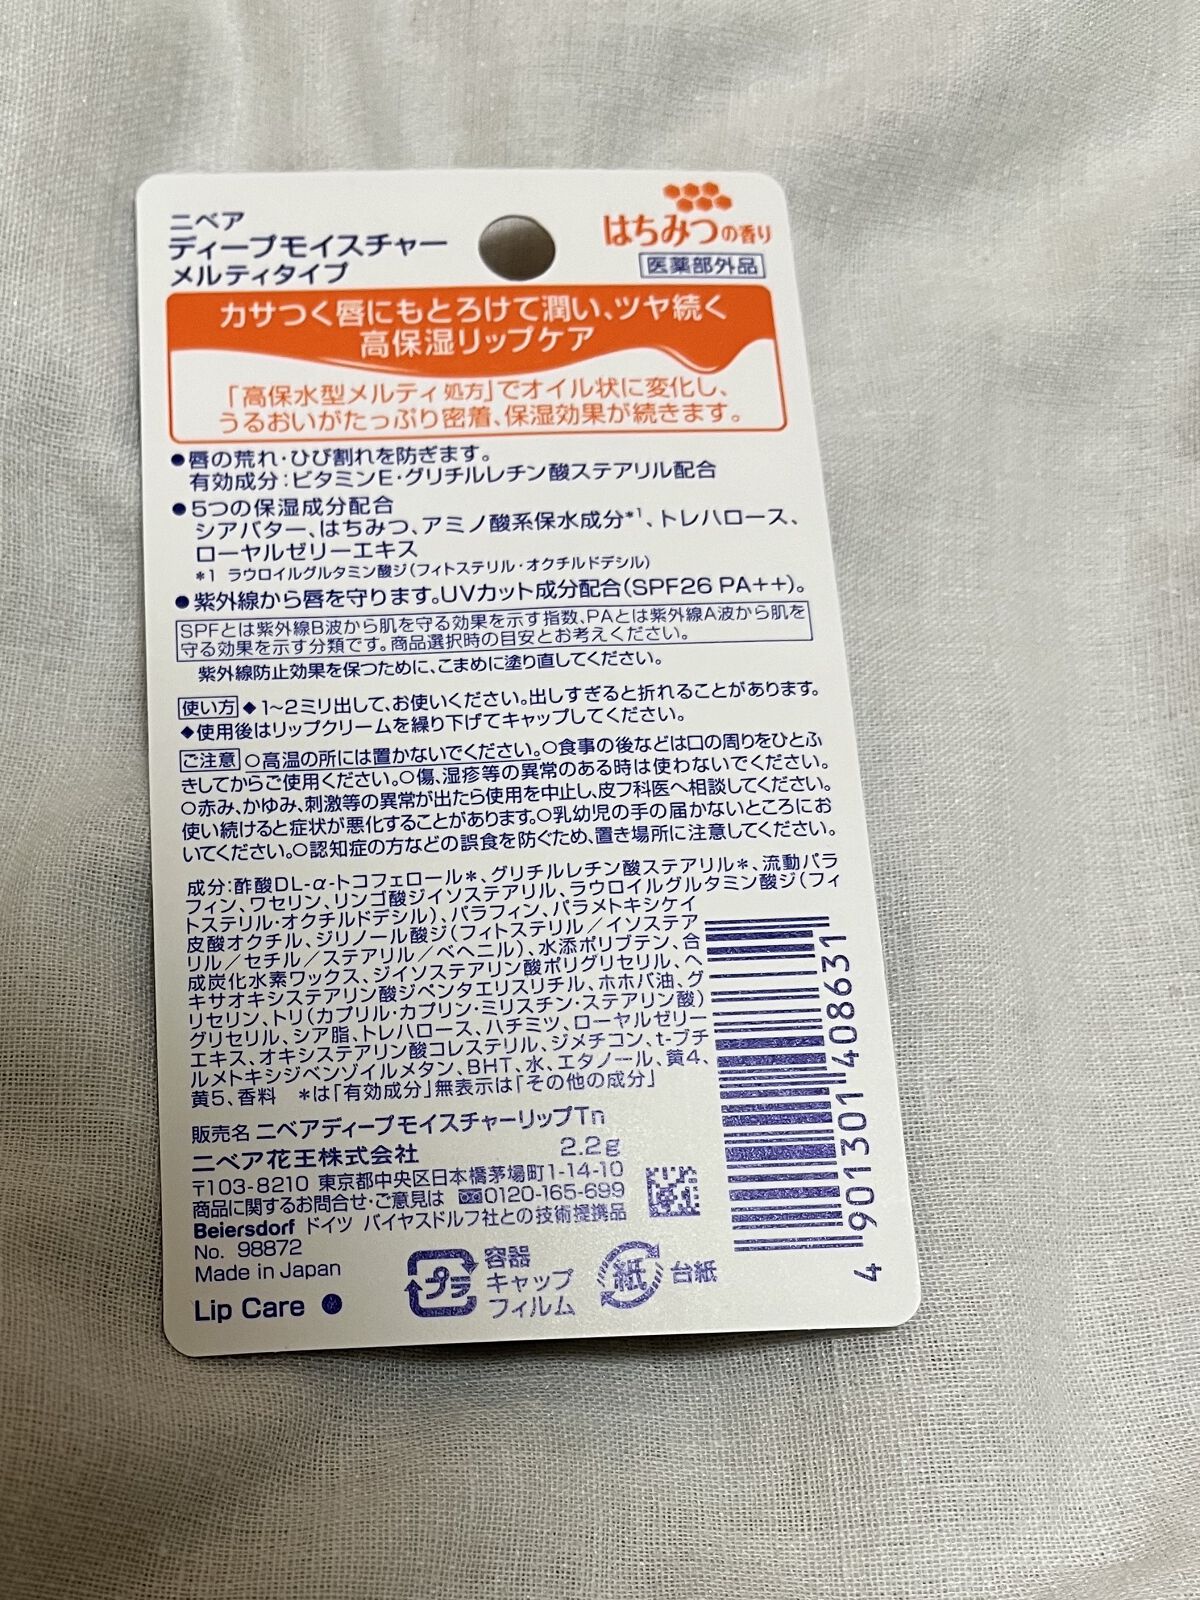 ニベア
ディープモイスチャー
メルティタイプ
はちみつの香り
医薬部外品
カサつく唇にもとろけて潤い、ツヤ続く
高保湿リップケア
「高保水型メルティ処方」でオイル状に変化し、
うるおいがたっぷり密着、保湿効果が続きます。
●唇の荒れ・ひび割れを防ぎます。
有効成分：ビタミンE・グリチルレチン酸ステアリル配合
●5つの保湿成分配合
シアバター、はちみつ、アミノ酸系保水成分*1、トレハロース、
ローヤルゼリーエキス
*1 ラウロイルグルタミン酸ジ（フィトステリル・オクチルドデシル）
●紫外線から唇を守ります。UVカット成分配合（SPF26 PA++）。
SPFとは紫外線B波から肌を守る効果を示す指数、PAとは紫外線A波から肌を
守る効果を示す分類です。商品選択時の目安とお考えください。
紫外線防止効果を保つために、こまめに塗り直してください。
使い方 ◆1〜2ミリ出して、お使いください。出しすぎると折れることがあります。
◆使用後はリップクリームを繰り下げてキャップしてください。
ご注意 ○高温の所には置かないでください。○食事の後などは口の周りをひとふ
きしてからご使用ください。○傷、湿疹等の異常のある時は使わないでください。
○赤み、かゆみ、刺激等の異常が出たら使用を中止し、皮フ科医へ相談してください。
使い続けると症状が悪化することがあります。○乳幼児の手の届かないところにお
いてください。○認知症の方などの誤食を防ぐため、置き場所に注意してください。
成分：酢酸DL-α-トコフェロール*、グリチルレチン酸ステアリル*、流動パラ
フィン、ワセリン、リンゴ酸ジイソステアリル、ラウロイルグルタミン酸ジ（フィ
トステリル・オクチルドデシル）、パラフィン、パラメトキシケイ
皮酸オクチル、ジリノール酸ジ（フィトステリル／イソステア
リル／セチル／ステアリル／ベヘニル）、水添ポリブテン、合
成炭化水素ワックス、ジイソステアリン酸ポリグリセリル、ヘ
キサオキシステアリン酸ジペンタエリスリチル、ホホバ油、グ
リセリン、トリ（カプリル・カプリン・ミリスチン・ステアリン酸）
グリセリル、シア脂、トレハロース、ハチミツ、ローヤルゼリー
エキス、オキシステアリン酸コレステリル、ジメチコン、t-ブチ
ルメトキシジベンゾイルメタン、BHT、水、エタノール、黄4、
黄5、香料　*は「有効成分」無表示は「その他の成分」
販売名 ニベアディープモイスチャーリップTn
ニベア花王株式会社 2.2g
〒103-8210 東京都中央区日本橋茅場町1-14-10
商品に関するお問合せ・ご意見は 0120-165-699
Beiersdorf ドイツ バイヤスドルフ社との技術提携品
No. 98872
Made in Japan
Lip Care ●
プラ
容器
キャップ
フィルム
紙
台紙
4 901301 408631